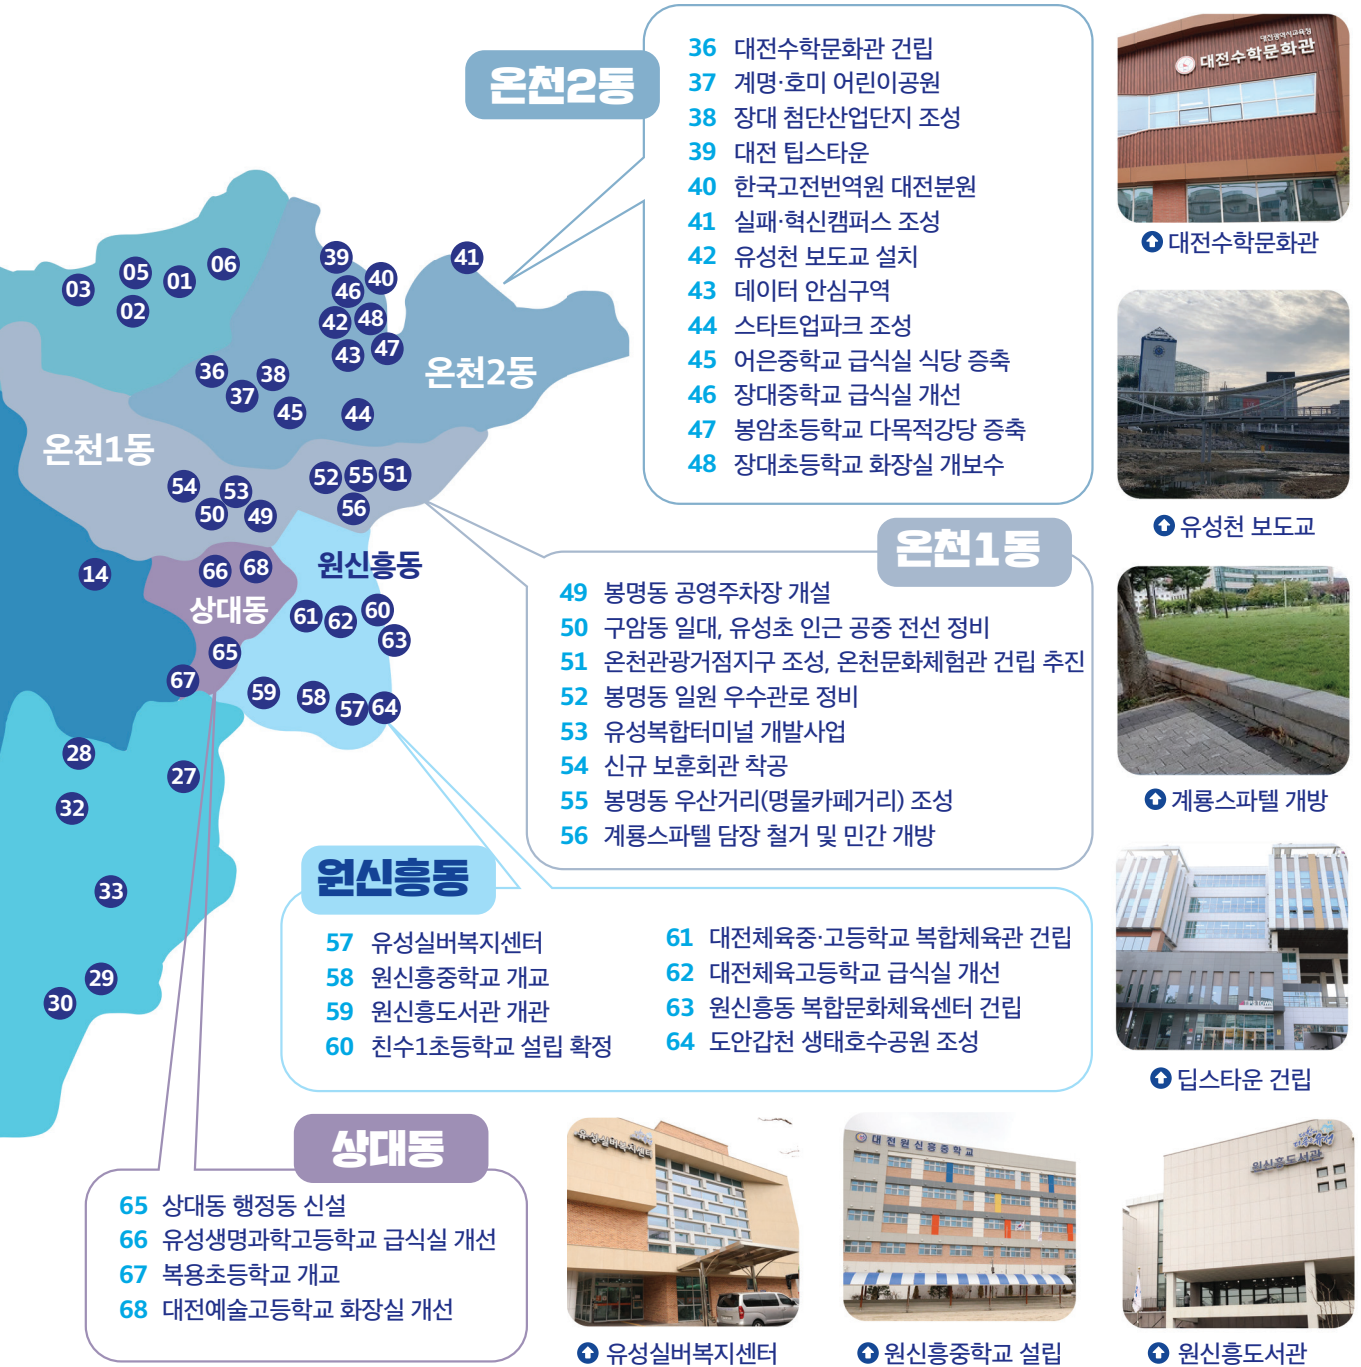 온천2동
36 대전수학문화관 건립
37 계명·호미 어린이공원
38 장대 첨단산업단지 조성
39 대전 팁스타운
40 한국고전번역원 대전분원
41 실패·혁신캠퍼스 조성
42 유성천 보도교 설치
43 데이터 안심구역
44 스타트업파크 조성
45 어은중학교 급식실 식당 증축
46 장대중학교 급식실 개선
47 봉암초등학교 다목적강당 증축
48 장대초등학교 화장실 개보수
대전광역시교육청
대전수학문화관
대전수학문화관
유성천 보도교
계룡스파텔 개방
TIPS TOWN
딥스타운 건립
03
05
01
06
02
39
40
41
46
42
48
43
47
36
38
37
45
44
온천2동
온천1동
54
53
50
49
52
55
51
56
14
66
68
상대동
원신흥동
61
62
60
63
65
67
59
58
57
64
28
27
32
33
29
30
온천1동
49 봉명동 공영주차장 개설
50 구암동 일대, 유성초 인근 공중 전선 정비
51 온천관광거점지구 조성, 온천문화체험관 건립 추진
52 봉명동 일원 우수관로 정비
53 유성복합터미널 개발사업
54 신규 보훈회관 착공
55 봉명동 우산거리(명물카페거리) 조성
56 계룡스파텔 담장 철거 및 민간 개방
원신흥동
57 유성실버복지센터
58 원신흥중학교 개교
59 원신흥도서관 개관
60 친수1초등학교 설립 확정
61 대전체육중·고등학교 복합체육관 건립
62 대전체육고등학교 급식실 개선
63 원신흥동 복합문화체육센터 건립
64 도안갑천 생태호수공원 조성
상대동
65 상대동 행정동 신설
66 유성생명과학고등학교 급식실 개선
67 복용초등학교 개교
68 대전예술고등학교 화장실 개선
유성실버복지센터
유성실버복지센터
대전원신흥중학교
원신흥중학교 설립
원신흥도서관
원신흥도서관